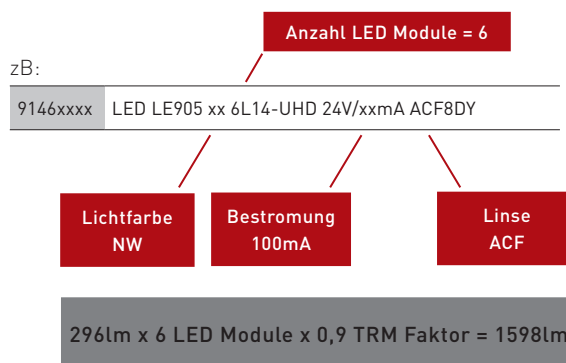 Anzahl LED Module = 6
zB:
9146xxxx LED LE905 xx 6L14-UHD 24V/xxmA ACF8DY
Lichtfarbe
NW
Bestromung
100mA
Linse
ACF
296lm x 6 LED Module x 0,9 TRM Faktor = 1598lm